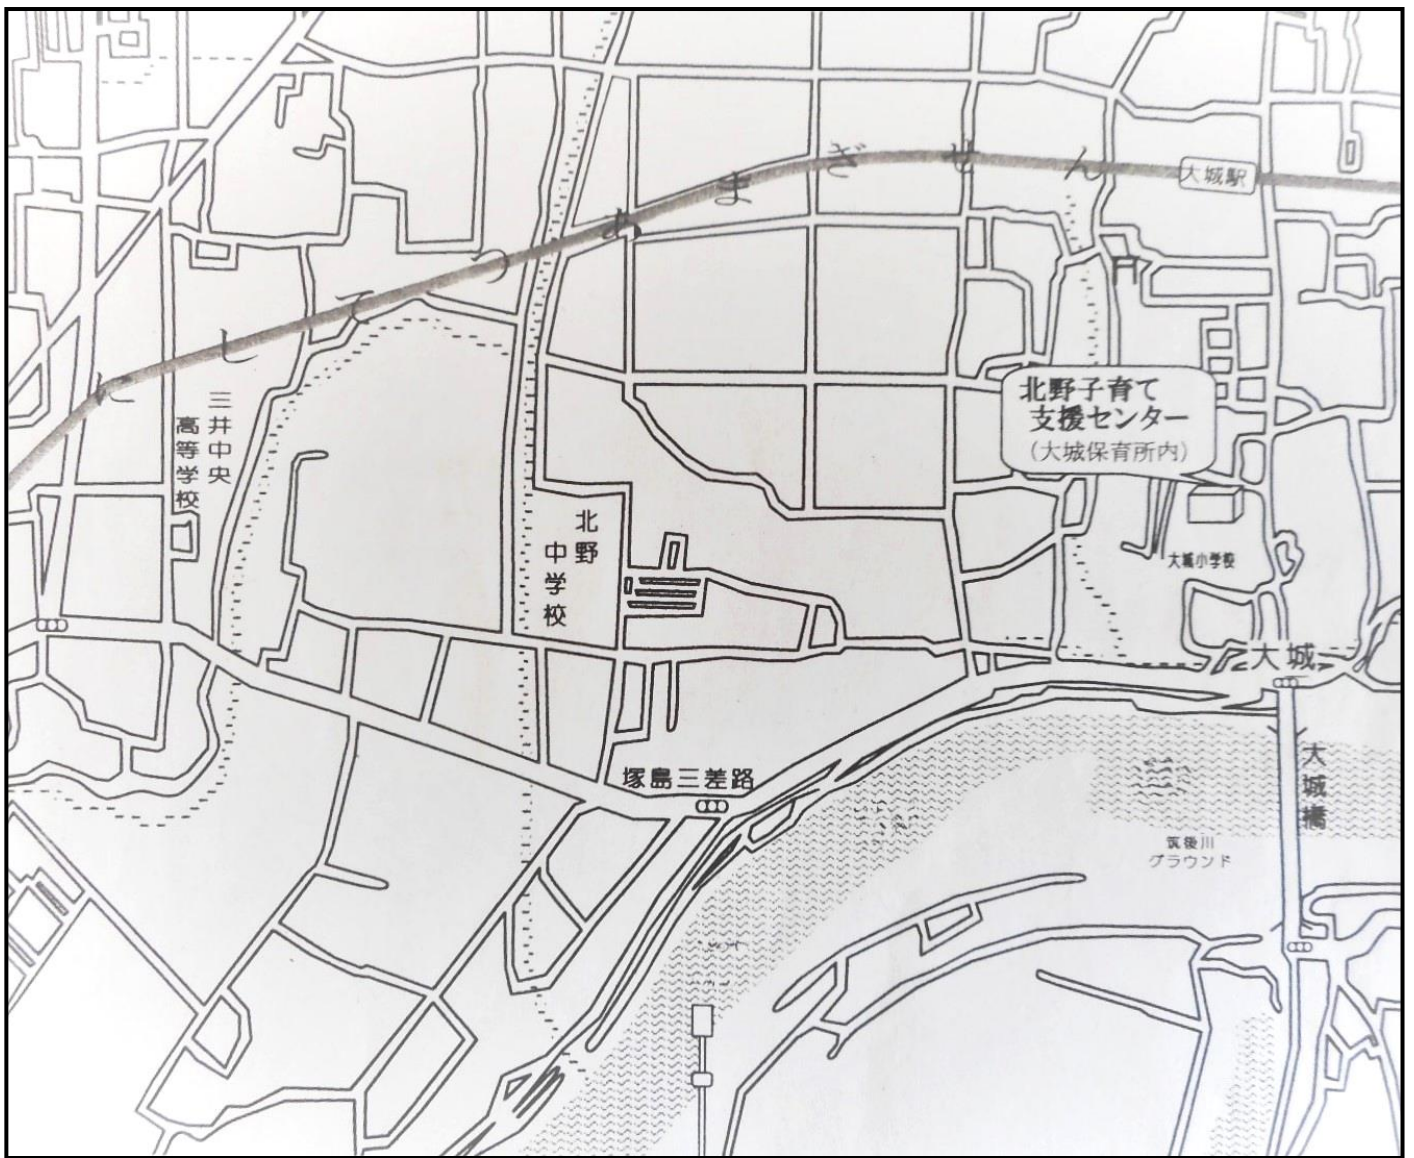 にしてつあまぎせん
大城駅
北野子育て
支援センター
(大城保育所内)
三井中央
高等学校
北野
中学校
大城小学校
大城
塚島三差路
大城橋
筑後川
グラウンド